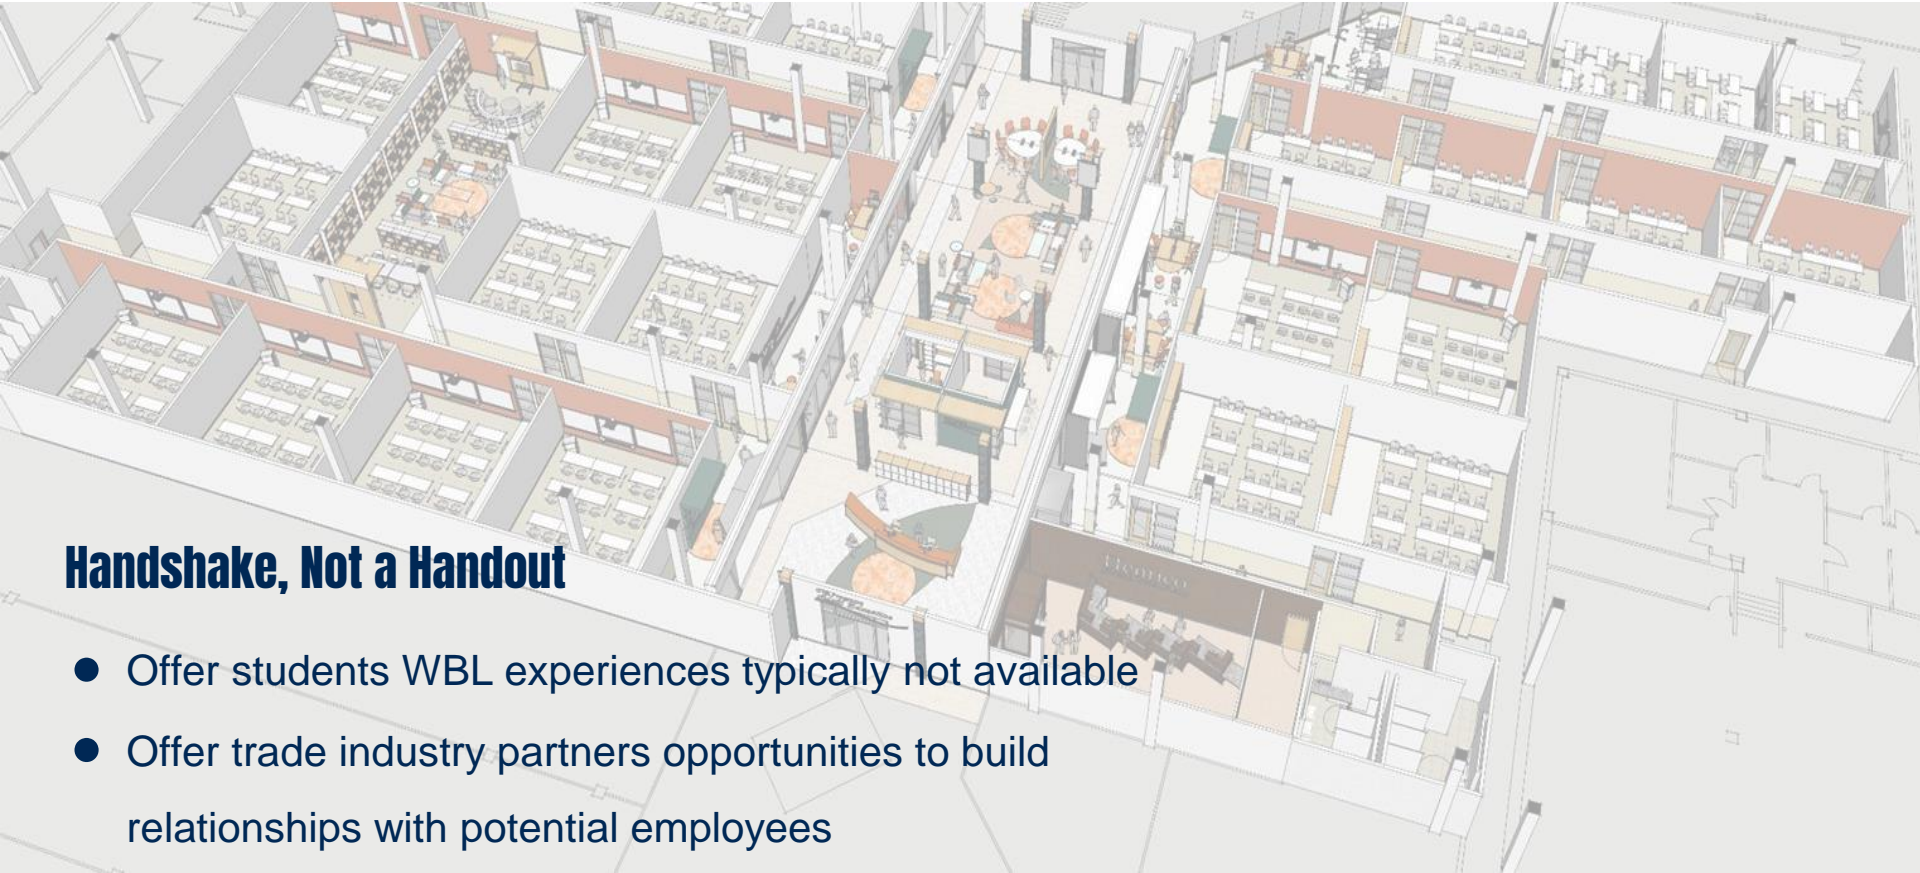 Henrico
Handshake, Not a Handout
● Offer students WBL experiences typically not available
● Offer trade industry partners opportunities to build
relationships with potential employees